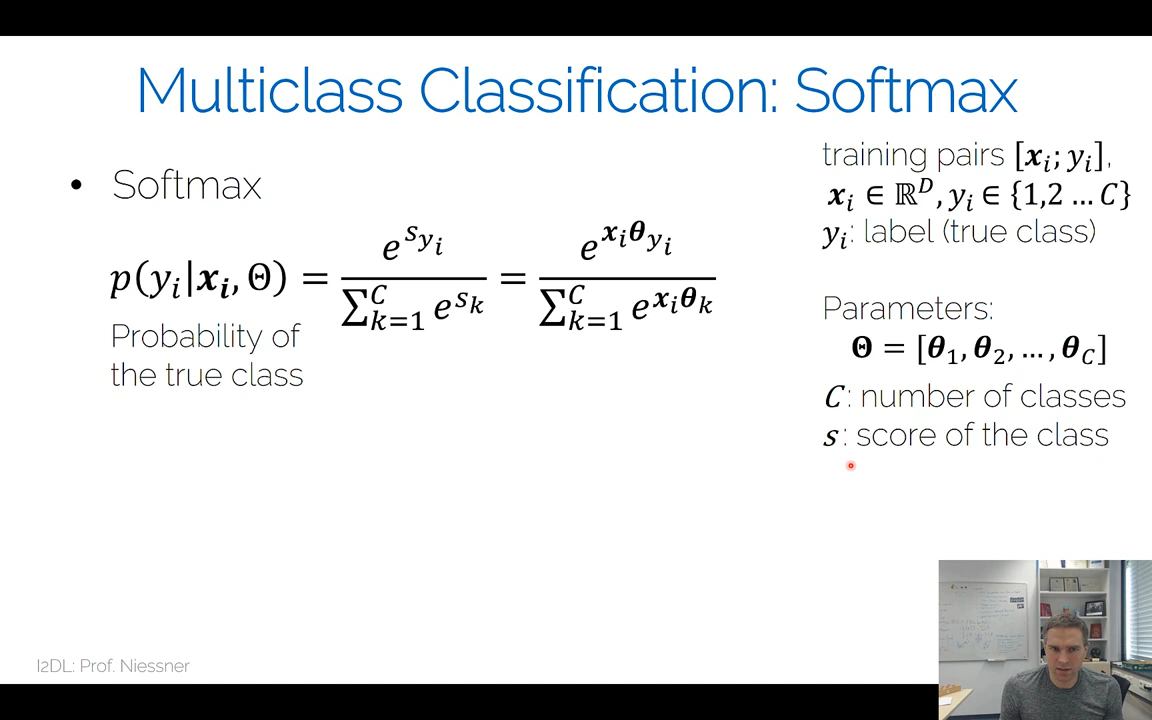 Multiclass Classification: Softmax
• Softmax
p(y_i|x_i, Θ) = e^{s_{y_i}} / ∑_{k=1}^{C} e^{s_k} = e^{x_i θ_{y_i}} / ∑_{k=1}^{C} e^{x_i θ_k}
Probability of
the true class
training pairs [x_i; y_i],
x_i ∈ ℝ^D, y_i ∈ {1,2 … C}
y_i: label (true class)
Parameters:
Θ = [θ_1, θ_2, … , θ_C]
C: number of classes
s: score of the class
I2DL: Prof. Niessner